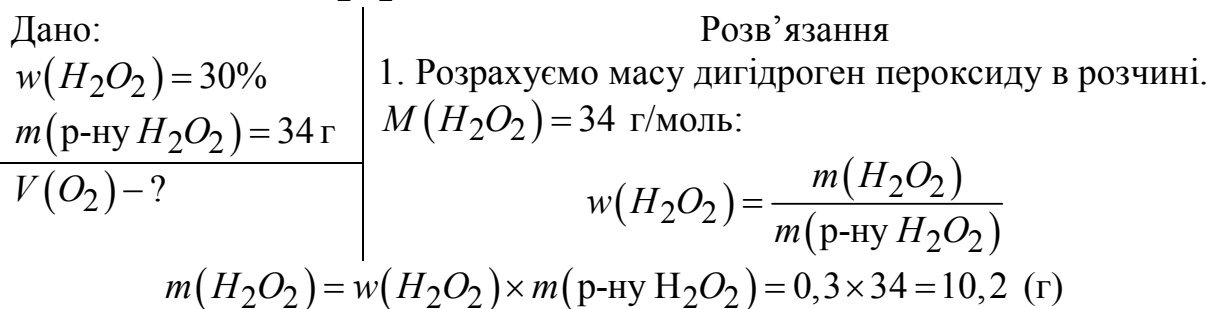 Дано:
Розв’язання
w(H₂O₂) = 30%
m(р-ну H₂O₂) = 34 г
V(O₂) – ?
1. Розрахуємо масу дигідроген пероксиду в розчині.
M(H₂O₂) = 34 г/моль:
w(H₂O₂) = m(H₂O₂) / m(р-ну H₂O₂)
m(H₂O₂) = w(H₂O₂) × m(р-ну H₂O₂) = 0,3 × 34 = 10,2 (г)